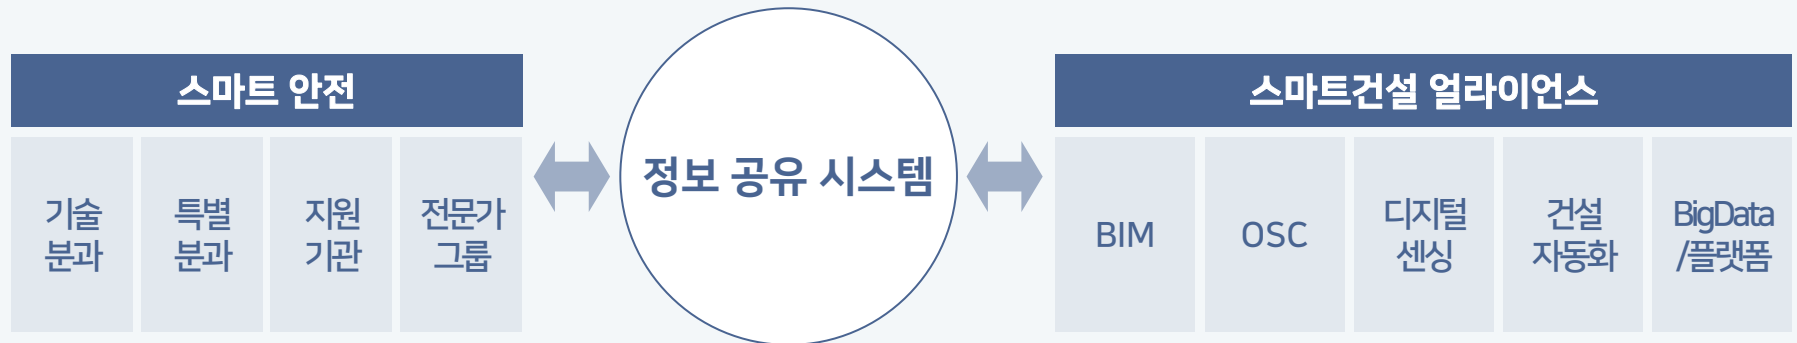 스마트 안전
기술
분과
특별
분과
지원
기관
전문가
그룹
정보 공유 시스템
스마트건설 얼라이언스
BIM
OSC
디지털
센싱
건설
자동화
BigData
/플랫폼